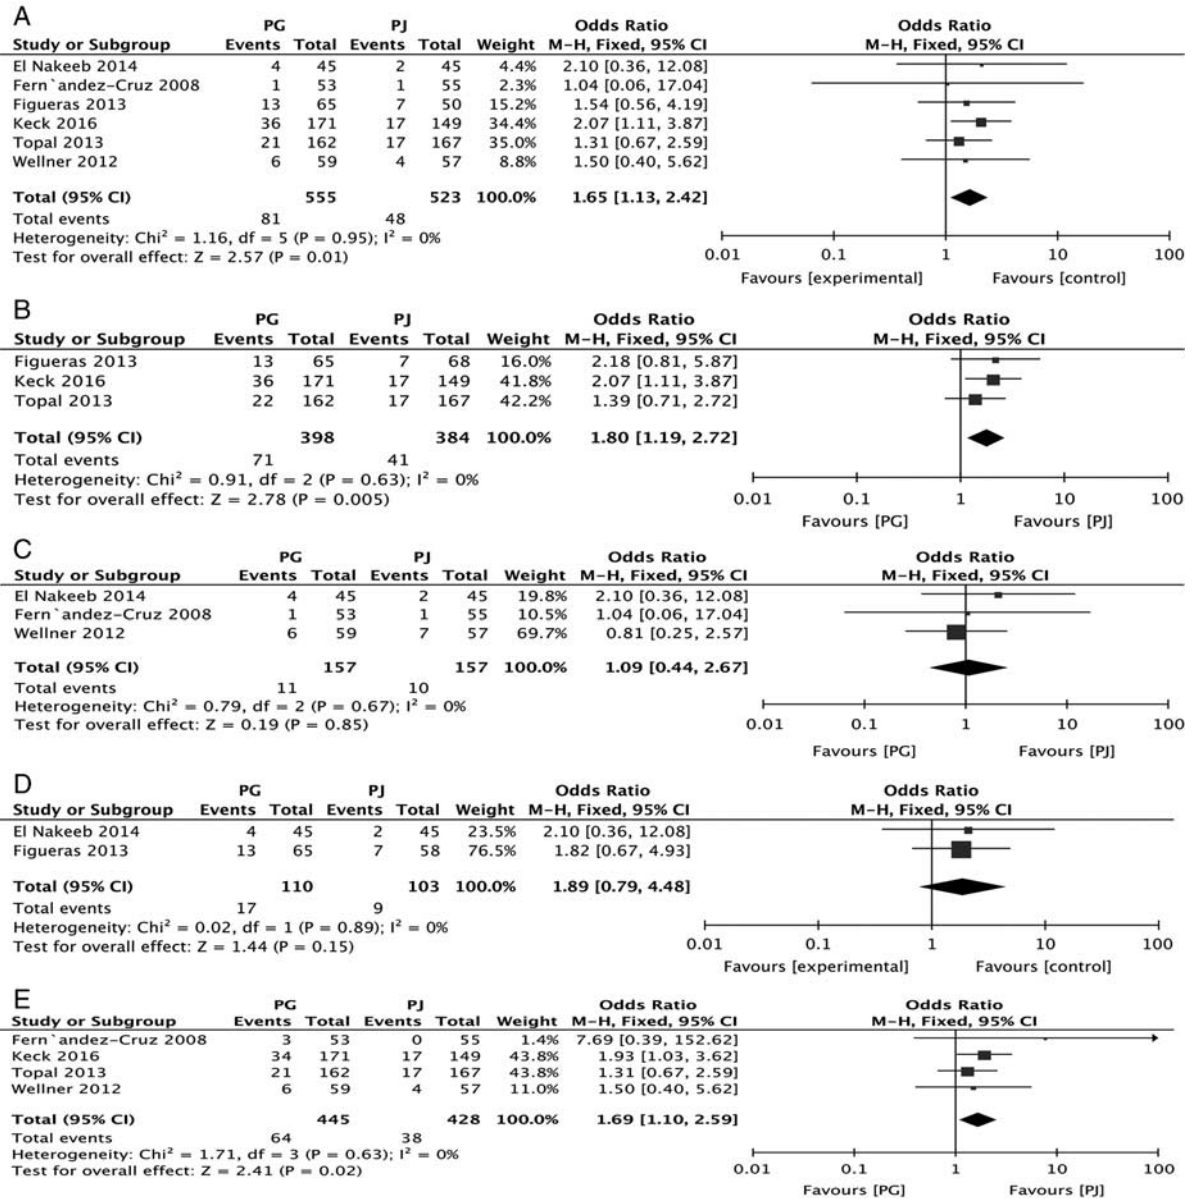 A
PG PJ Odds Ratio Odds Ratio
Study or Subgroup Events Total Events Total Weight M-H, Fixed, 95% CI M-H, Fixed, 95% CI
El Nakeeb 2014 4 45 2 45 4.4% 2.10 [0.36, 12.08]
Fern`andez-Cruz 2008 1 53 1 55 2.3% 1.04 [0.06, 17.04]
Figueras 2013 13 65 7 50 15.2% 1.54 [0.56, 4.19]
Keck 2016 36 171 17 149 34.4% 2.07 [1.11, 3.87]
Topal 2013 21 162 17 167 35.0% 1.31 [0.67, 2.59]
Wellner 2012 6 59 4 57 8.8% 1.50 [0.40, 5.62]
Total (95% CI) 555 523 100.0% 1.65 [1.13, 2.42]
Total events 81 48
Heterogeneity: Chi² = 1.16, df = 5 (P = 0.95); I² = 0%
Test for overall effect: Z = 2.57 (P = 0.01)
0.01 0.1 1 10 100
Favours [experimental] Favours [control]
B
PG PJ Odds Ratio Odds Ratio
Study or Subgroup Events Total Events Total Weight M-H, Fixed, 95% CI M-H, Fixed, 95% CI
Figueras 2013 13 65 7 68 16.0% 2.18 [0.81, 5.87]
Keck 2016 36 171 17 149 41.8% 2.07 [1.11, 3.87]
Topal 2013 22 162 17 167 42.2% 1.39 [0.71, 2.72]
Total (95% CI) 398 384 100.0% 1.80 [1.19, 2.72]
Total events 71 41
Heterogeneity: Chi² = 0.91, df = 2 (P = 0.63); I² = 0%
Test for overall effect: Z = 2.78 (P = 0.005)
0.01 0.1 1 10 100
Favours [PG] Favours [PJ]
C
PG PJ Odds Ratio Odds Ratio
Study or Subgroup Events Total Events Total Weight M-H, Fixed, 95% CI M-H, Fixed, 95% CI
El Nakeeb 2014 4 45 2 45 19.8% 2.10 [0.36, 12.08]
Fern`andez-Cruz 2008 1 53 1 55 10.5% 1.04 [0.06, 17.04]
Wellner 2012 6 59 7 57 69.7% 0.81 [0.25, 2.57]
Total (95% CI) 157 157 100.0% 1.09 [0.44, 2.67]
Total events 11 10
Heterogeneity: Chi² = 0.79, df = 2 (P = 0.67); I² = 0%
Test for overall effect: Z = 0.19 (P = 0.85)
0.01 0.1 1 10 100
Favours [PG] Favours [PJ]
D
PG PJ Odds Ratio Odds Ratio
Study or Subgroup Events Total Events Total Weight M-H, Fixed, 95% CI M-H, Fixed, 95% CI
El Nakeeb 2014 4 45 2 45 23.5% 2.10 [0.36, 12.08]
Figueras 2013 13 65 7 58 76.5% 1.82 [0.67, 4.93]
Total (95% CI) 110 103 100.0% 1.89 [0.79, 4.48]
Total events 17 9
Heterogeneity: Chi² = 0.02, df = 1 (P = 0.89); I² = 0%
Test for overall effect: Z = 1.44 (P = 0.15)
0.01 0.1 1 10 100
Favours [experimental] Favours [control]
E
PG PJ Odds Ratio Odds Ratio
Study or Subgroup Events Total Events Total Weight M-H, Fixed, 95% CI M-H, Fixed, 95% CI
Fern`andez-Cruz 2008 3 53 0 55 1.4% 7.69 [0.39, 152.62]
Keck 2016 34 171 17 149 43.8% 1.93 [1.03, 3.62]
Topal 2013 21 162 17 167 43.8% 1.31 [0.67, 2.59]
Wellner 2012 6 59 4 57 11.0% 1.50 [0.40, 5.62]
Total (95% CI) 445 428 100.0% 1.69 [1.10, 2.59]
Total events 64 38
Heterogeneity: Chi² = 1.71, df = 3 (P = 0.63); I² = 0%
Test for overall effect: Z = 2.41 (P = 0.02)
0.01 0.1 1 10 100
Favours [PG] Favours [PJ]